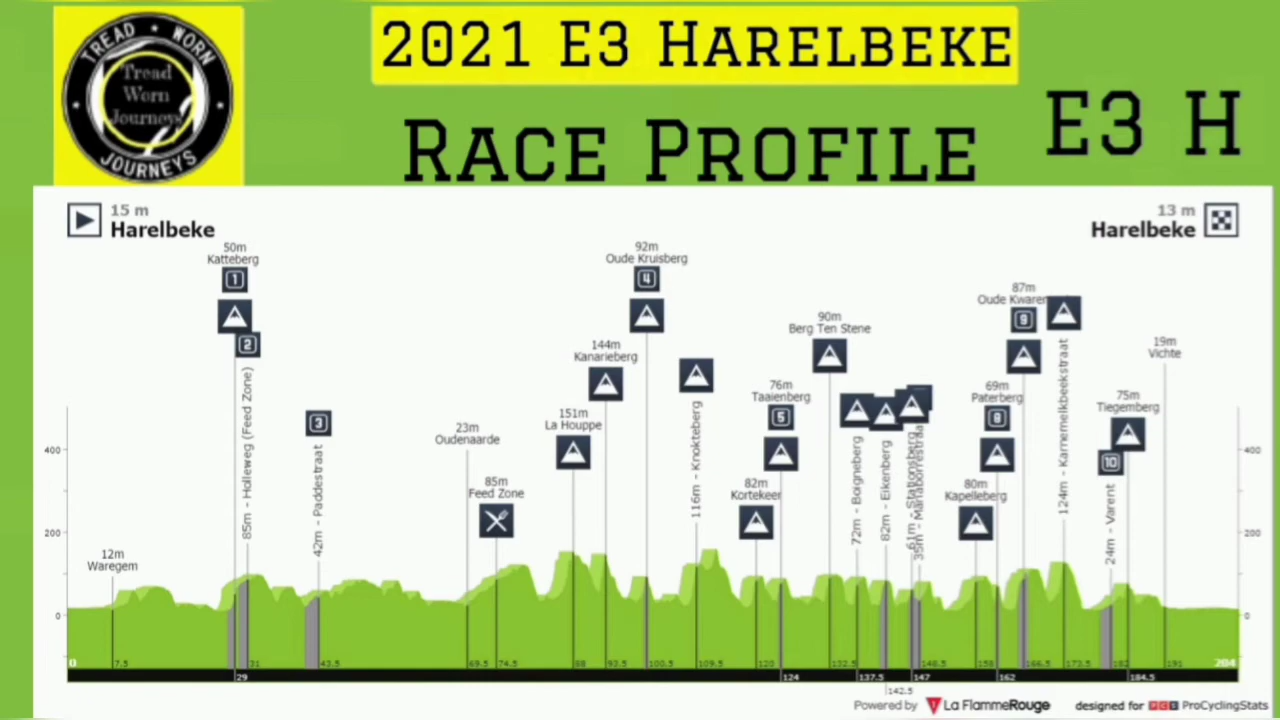 TREAD ★ WORN
Tread
Worn
Journeys
JOURNEYS
2021 E3 HARELBEKE
RACE PROFILE
E3 H
15 m
Harelbeke
13 m
Harelbeke
50m
Katteberg
1
2
85m - Holleweg (Feed Zone)
3
42m - Paddestraat
12m
Waregem
23m
Oudenaarde
85m
Feed Zone
151m
La Houppe
144m
Kanarieberg
92m
Oude Kruisberg
4
116m - Knokteberg
82m
Kortekeer
76m
Taaienberg
5
90m
Berg Ten Stene
72m - Boigneberg
82m - Eikenberg
61m - Stationsberg
35m - Mariaborrestraat
80m
Kapelleberg
69m
Paterberg
8
87m
Oude Kwarem
9
124m - Karnemelkbeekstraat
10
24m - Varent
75m
Tiegemberg
19m
Vichte
400
200
0
400
200
0
0 7.5 31 43.5 69.5 74.5 88 93.5 100.5 109.5 120 132.5 148.5 158 166.5 173.5 182 191 204
29 124 137.5 147 162 184.5
142.5
Powered by La FlammeRouge designed for PCS ProCyclingStats